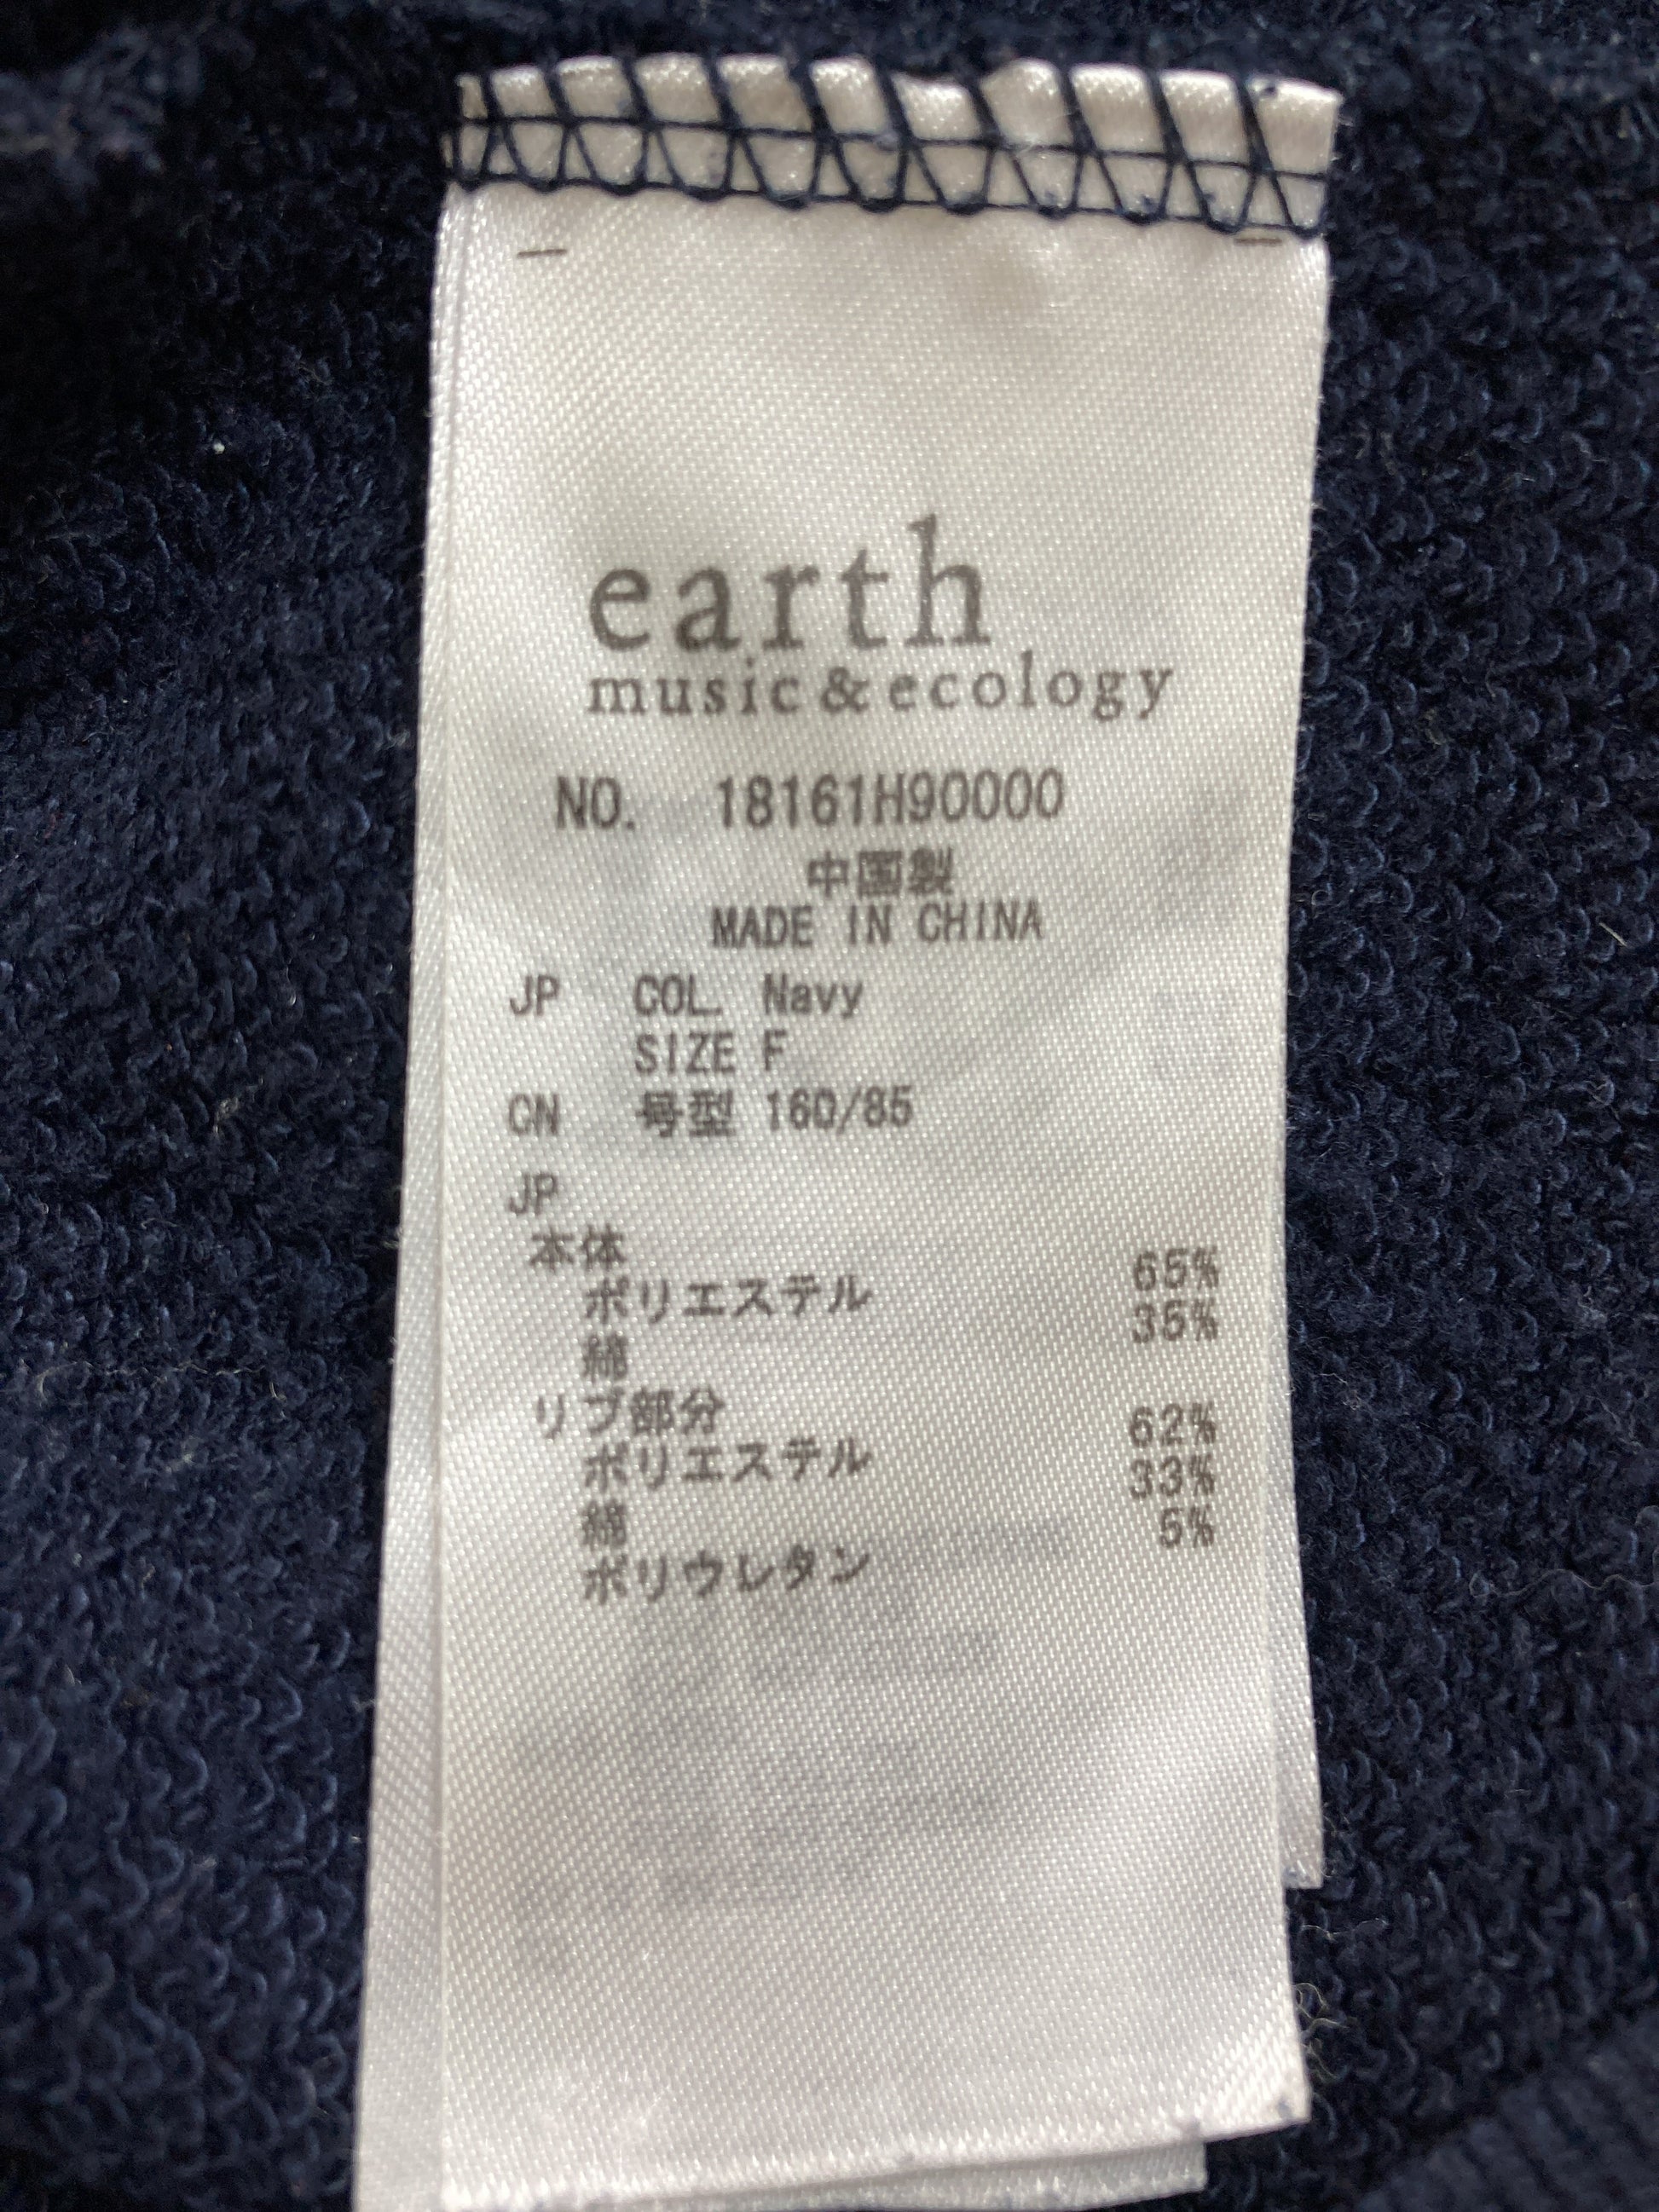 earth
music&ecology
NO. 18161H90000
中国製
MADE IN CHINA
JP COL. Navy
SIZE F
CN 号型 160/85
JP
本体
ポリエステル 65%
綿 35%
リブ部分
ポリエステル 62%
綿 33%
ポリウレタン 5%